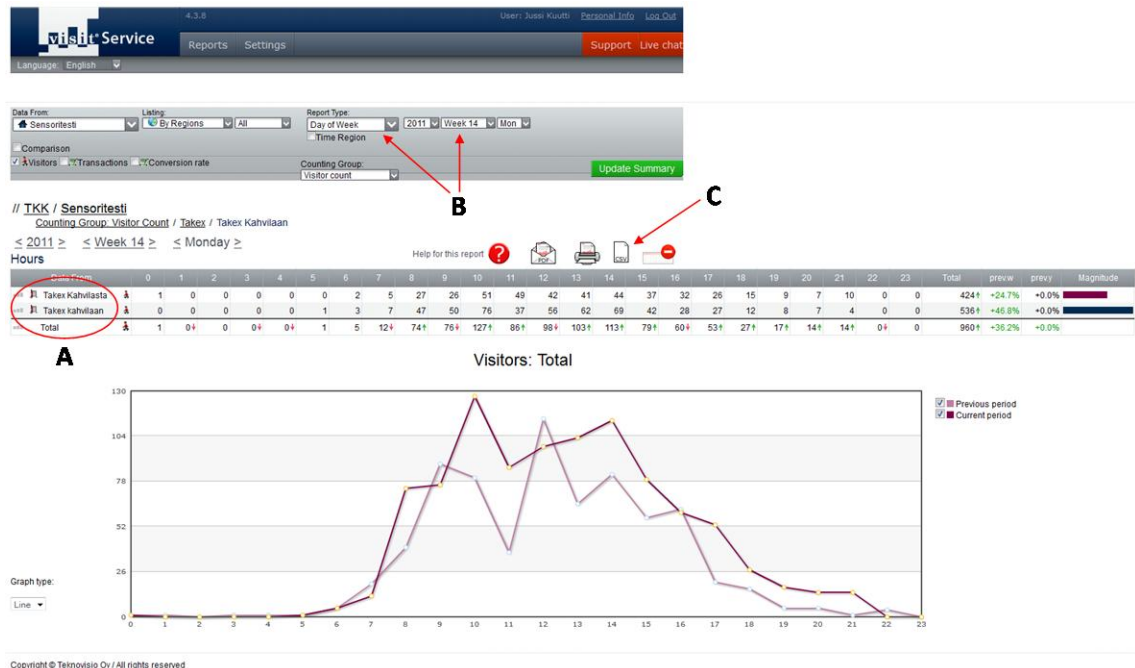 4.3.8 User: Jussi Kuutti Personal Info Log Out
visit Service Reports Settings Support Live chat
Language: English
Data From: Listing: Report Type:
Sensoritesti By Regions All Day of Week 2011 Week 14 Mon
Time Region
Comparison
Visitors Transactions Conversion rate Counting Group:
Visitor count Update Summary
B
C
// TKK / Sensoritesti
Counting Group: Visitor Count / Takex / Takex Kahvilaan
< 2011 > < Week 14 > < Monday >
Help for this report ? PDF CSV
Hours
Data From 0 1 2 3 4 5 6 7 8 9 10 11 12 13 14 15 16 17 18 19 20 21 22 23 Total prevw prevy Magnitude
Takex Kahvilasta 1 0 0 0 0 0 2 5 27 26 51 49 42 41 44 37 32 26 15 9 7 10 0 0 424↑ +24.7% +0.0%
Takex kahvilaan 0 0 0 0 0 1 3 7 47 50 76 37 56 62 69 42 28 27 12 8 7 4 0 0 536↑ +46.8% +0.0%
Total 1 0↓ 0 0↓ 0↓ 1 5 12↓ 74↑ 76↓ 127↑ 86↑ 98↓ 103↑ 113↑ 79↑ 60↓ 53↑ 27↑ 17↑ 14↑ 14↑ 0↓ 0 960↑ +36.2% +0.0%
A
Visitors: Total
130
104
78
52
26
0
0 1 2 3 4 5 6 7 8 9 10 11 12 13 14 15 16 17 18 19 20 21 22 23
Previous period
Current period
Graph type:
Line
Copyright © Teknovisio Oy / All rights reserved